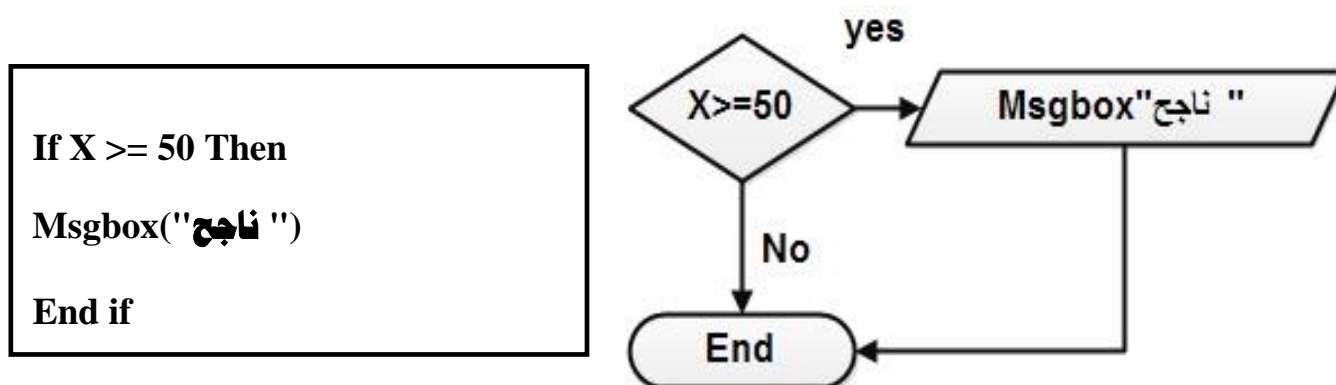 If X >= 50 Then
Msgbox("ناجح ")
End if
yes
X>=50
Msgbox"ناجح "
No
End